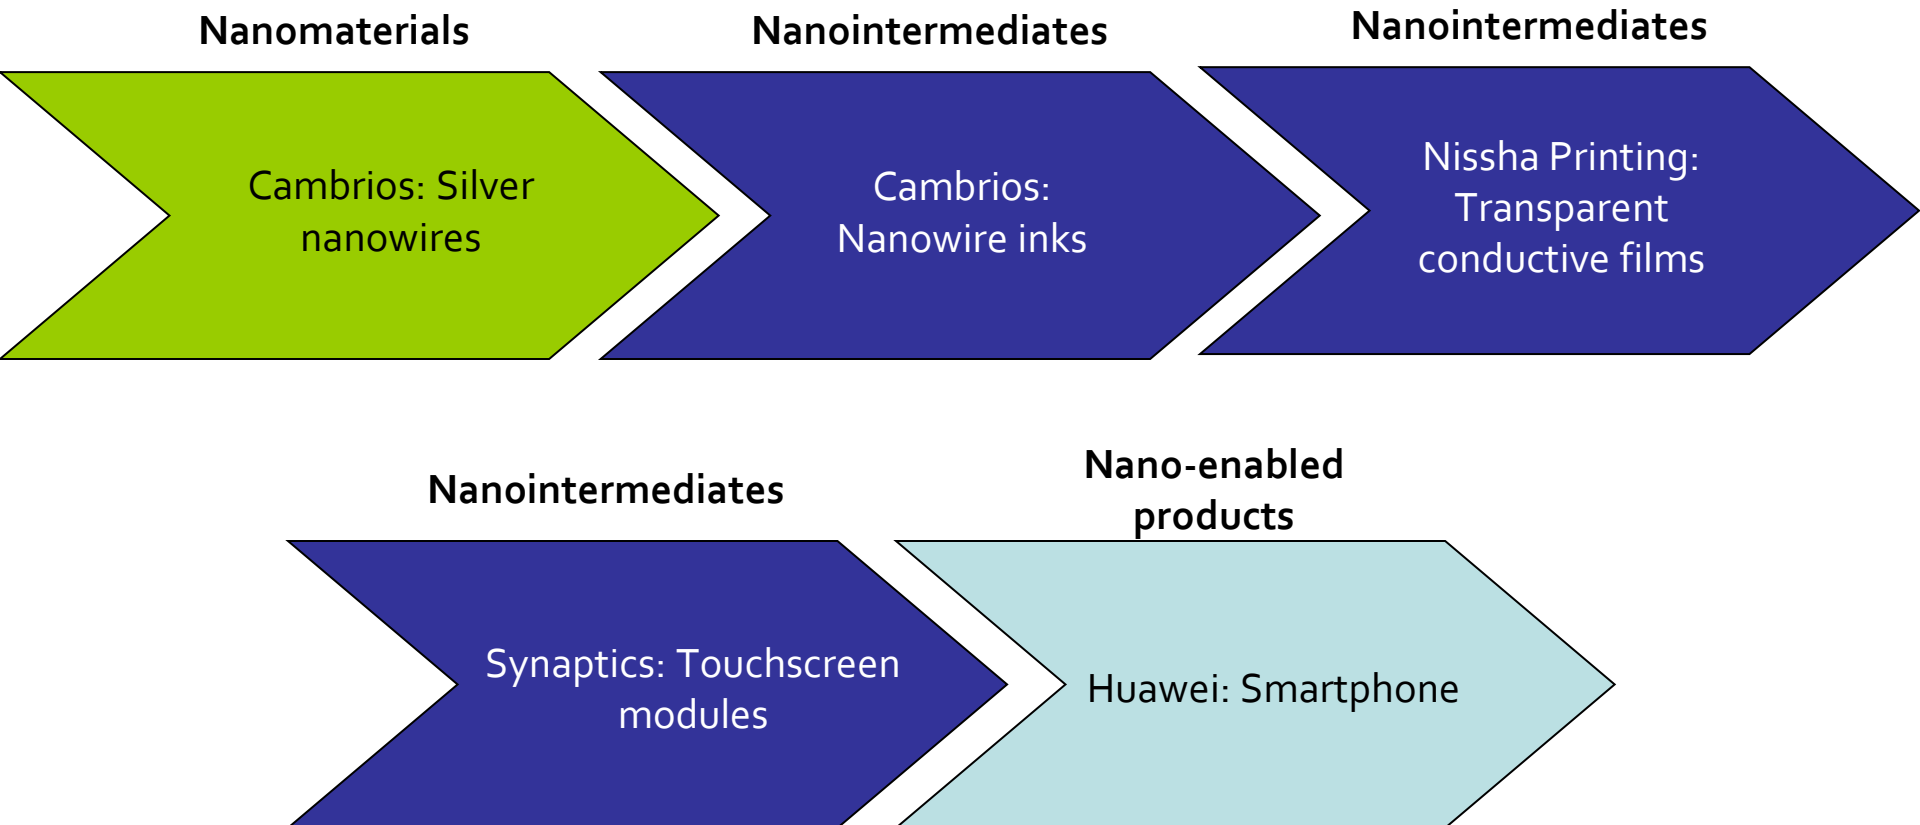 Nanomaterials
Nanointermediates
Nanointermediates
Cambrios: Silver
nanowires
Cambrios:
Nanowire inks
Nissha Printing:
Transparent
conductive films
Nanointermediates
Nano-enabled
products
Synaptics: Touchscreen
modules
Huawei: Smartphone